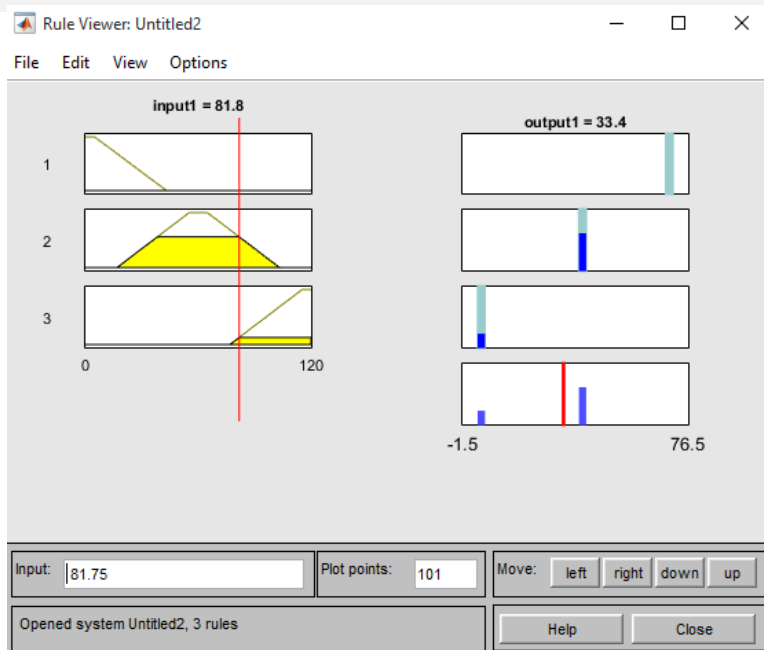 Rule Viewer: Untitled2
File Edit View Options
input1 = 81.8
output1 = 33.4
1
2
3
0 120
-1.5 76.5
Input: 81.75 Plot points: 101 Move: left right down up
Opened system Untitled2, 3 rules Help Close